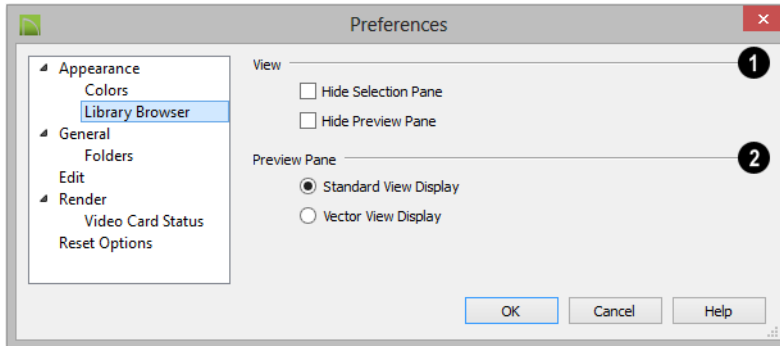 Preferences
Appearance
Colors
Library Browser
General
Folders
Edit
Render
Video Card Status
Reset Options
View
1
Hide Selection Pane
Hide Preview Pane
Preview Pane
2
Standard View Display
Vector View Display
OK
Cancel
Help